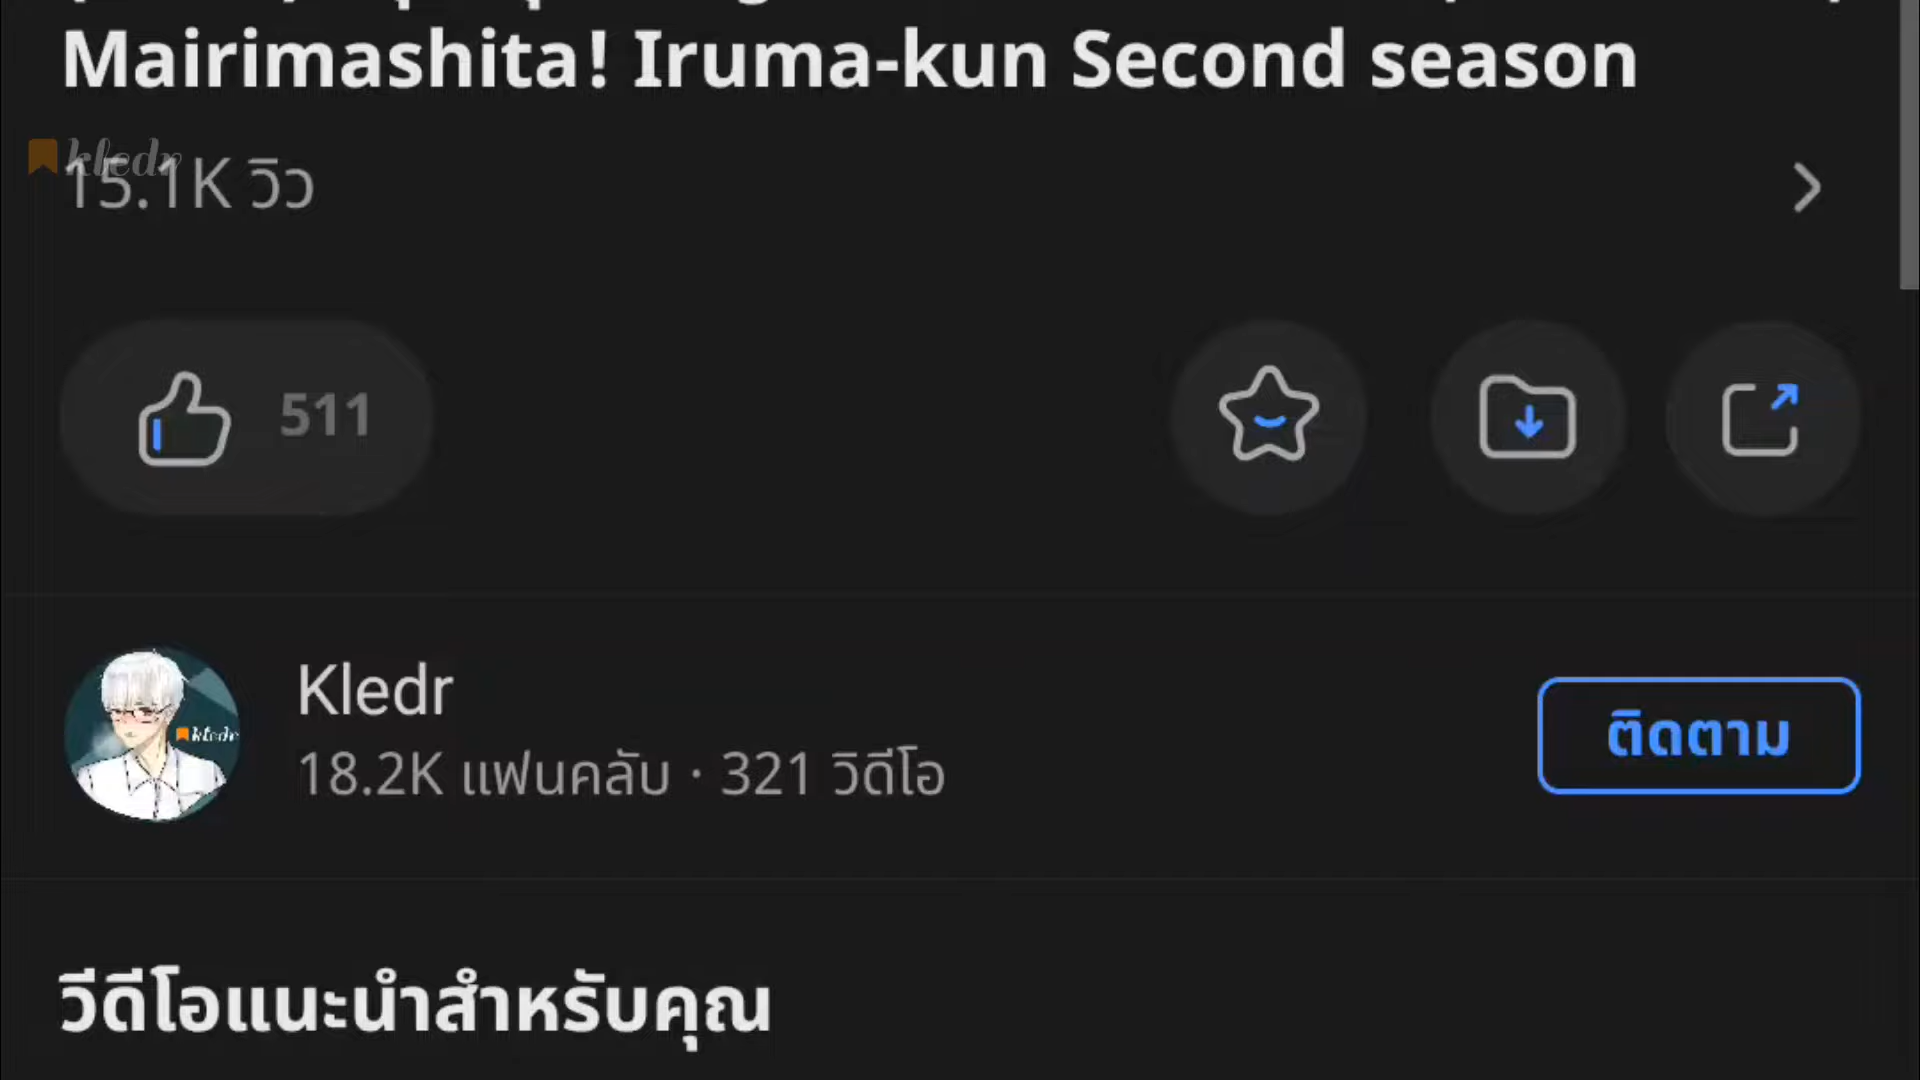 Mairimashita! Iruma-kun Second season
kledr
15.1K วิว
511
Kledr
kledr
18.2K แฟนคลับ · 321 วิดีโอ
ติดตาม
วีดีโอแนะนำสำหรับคุณ